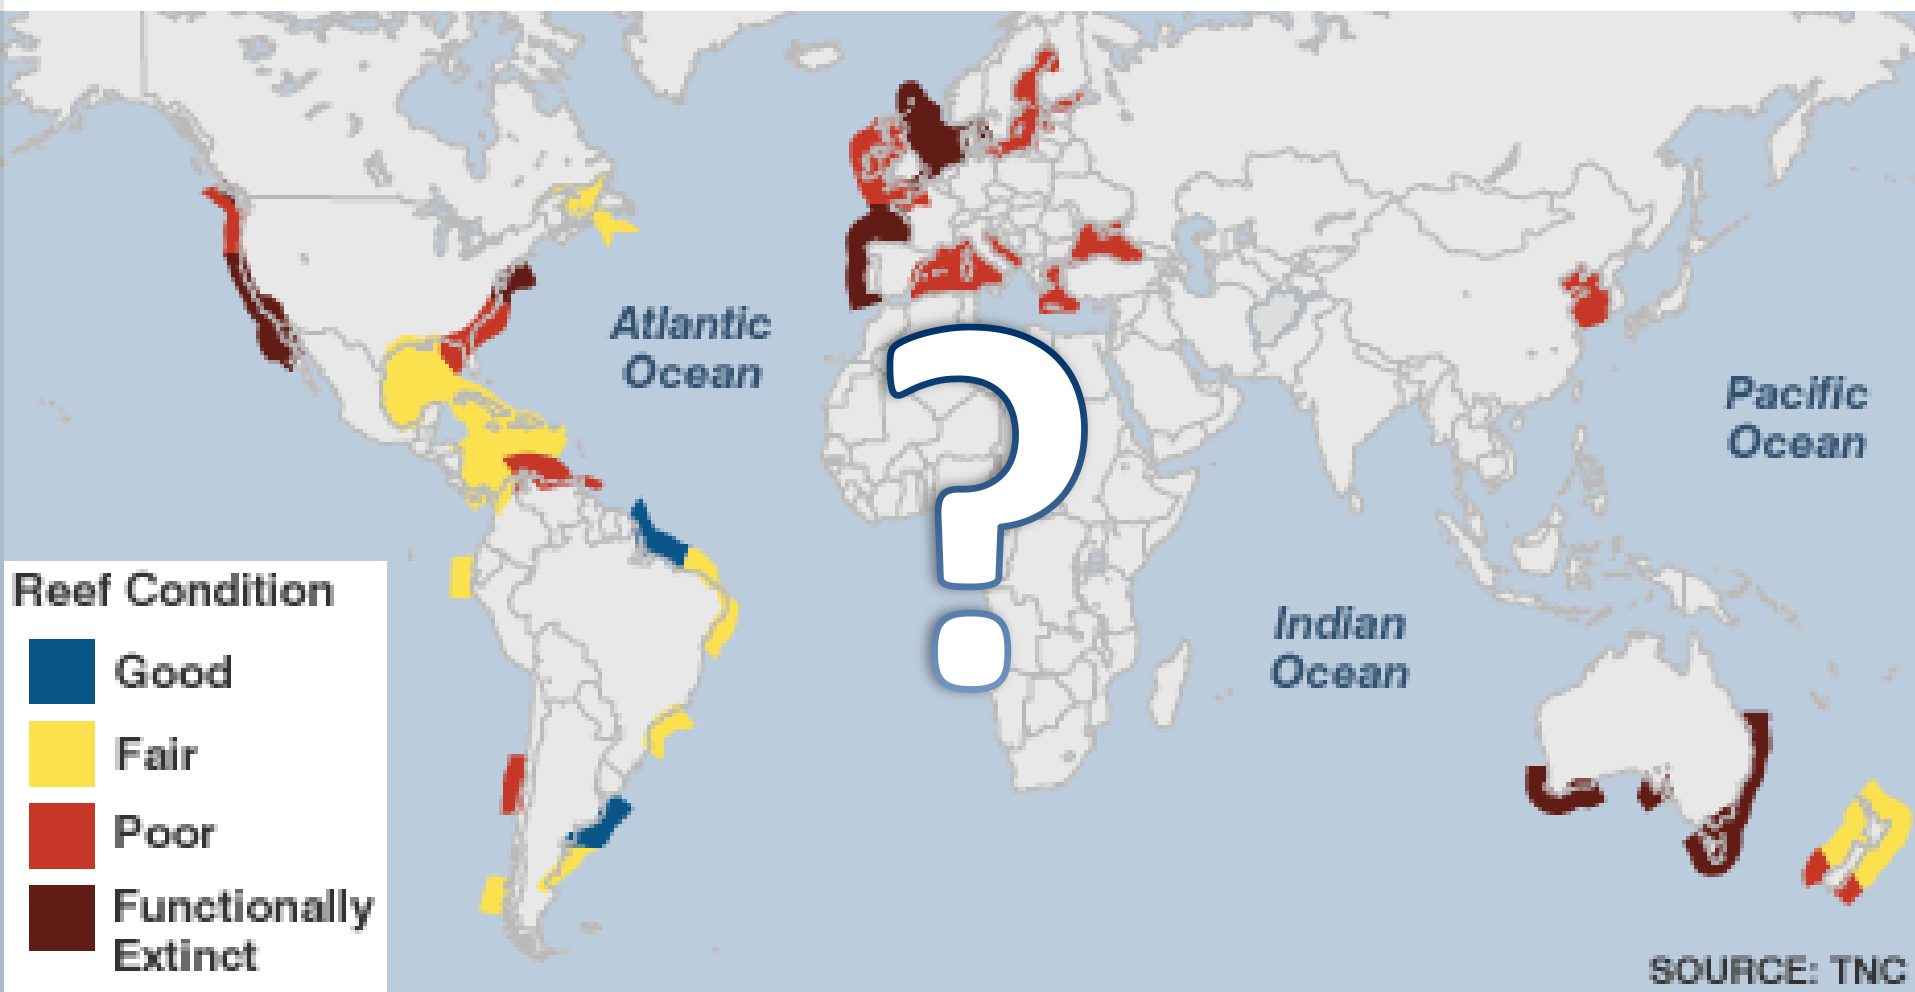 Atlantic
Ocean
Pacific
Ocean
?
Indian
Ocean
Reef Condition
Good
Fair
Poor
Functionally
Extinct
SOURCE: TNC